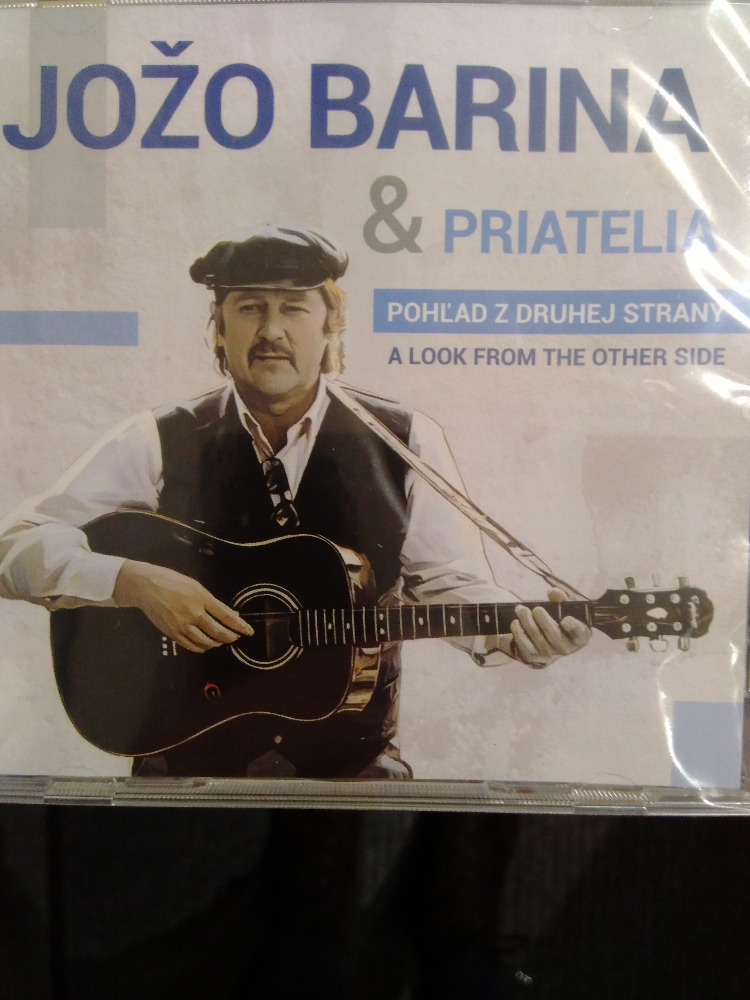 JOŽO BARINA
& PRIATELIA
POHĽAD Z DRUHEJ STRANY
A LOOK FROM THE OTHER SIDE